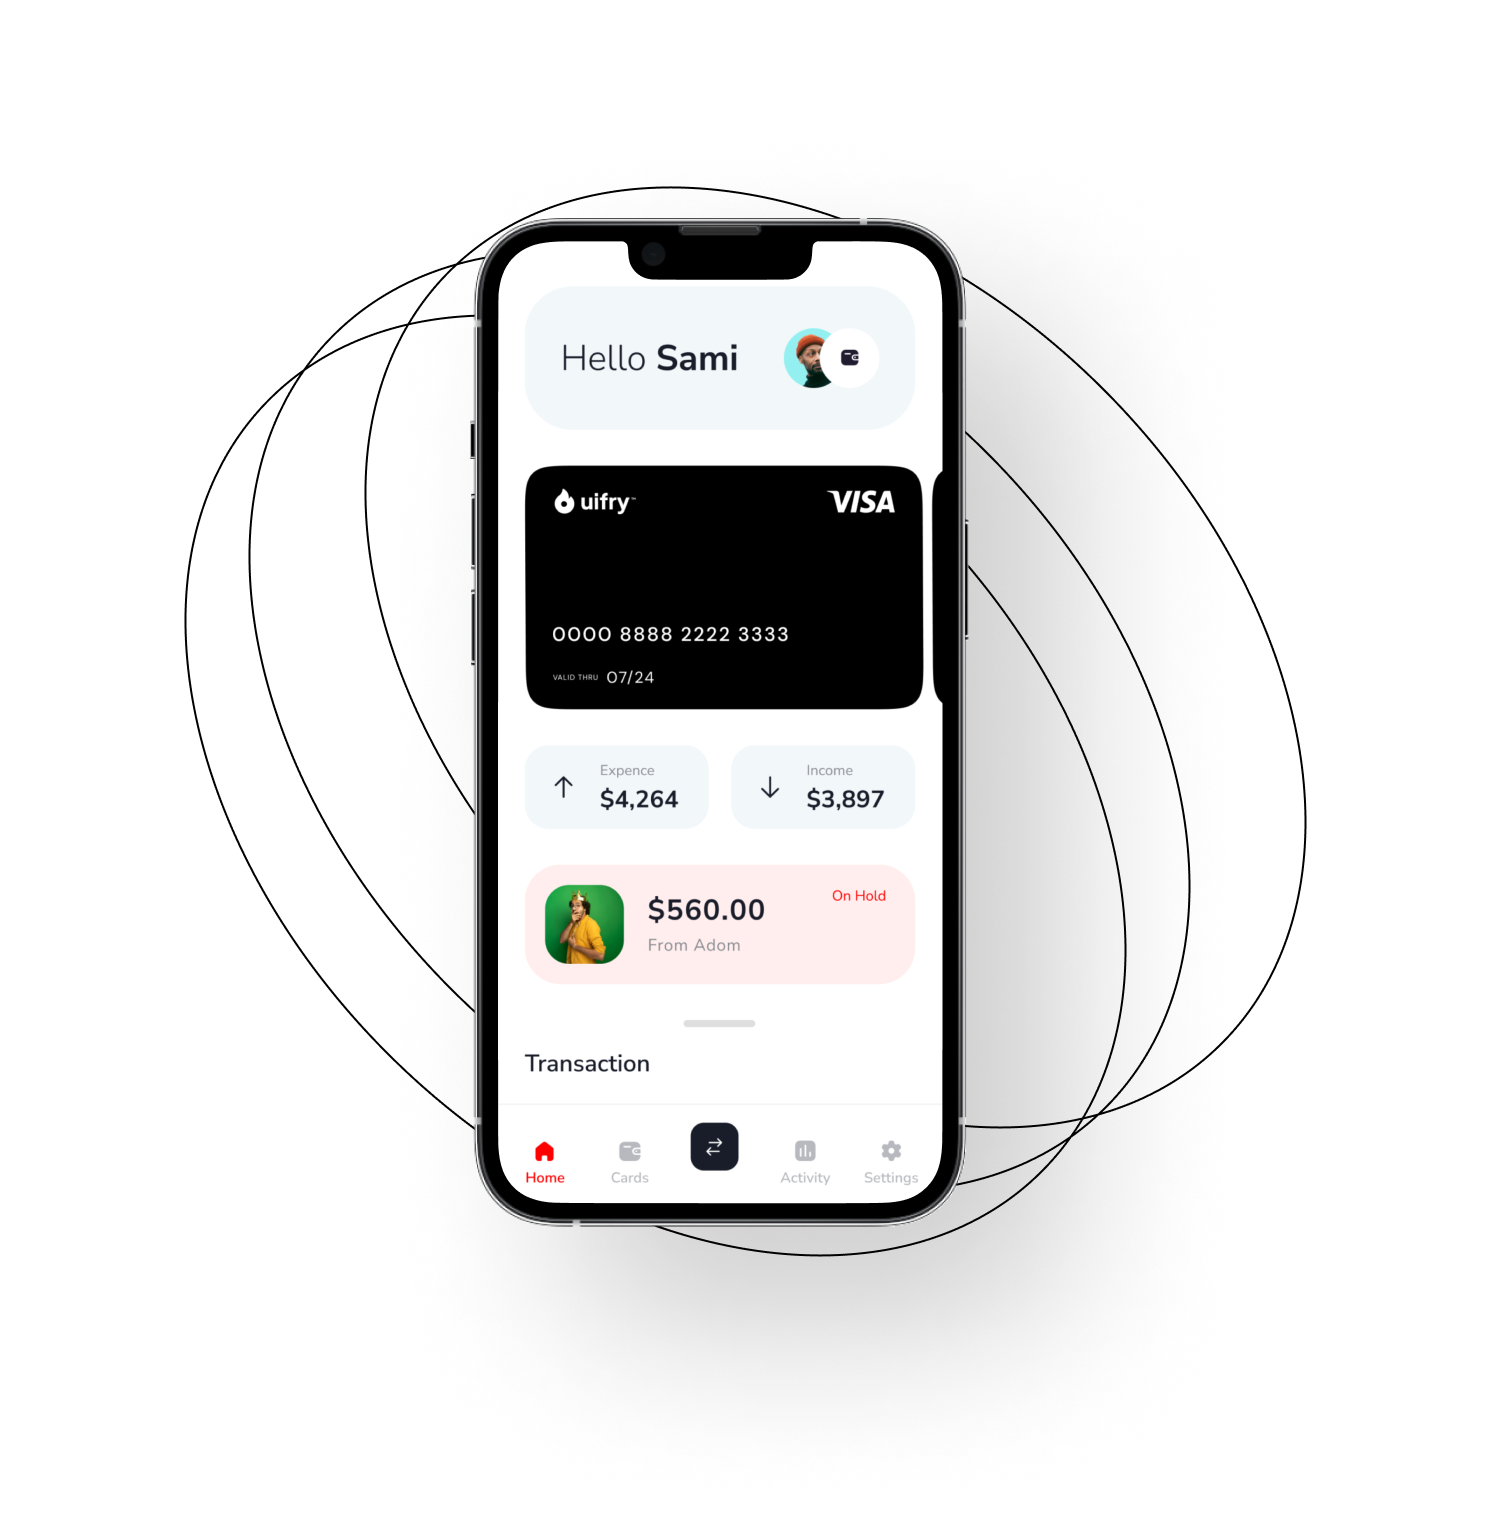 Hello Sami
uifry™
VISA
0000 8888 2222 3333
VALID THRU 07/24
Expence
$4,264
Income
$3,897
$560.00
On Hold
From Adom
Transaction
Home
Cards
Activity
Settings